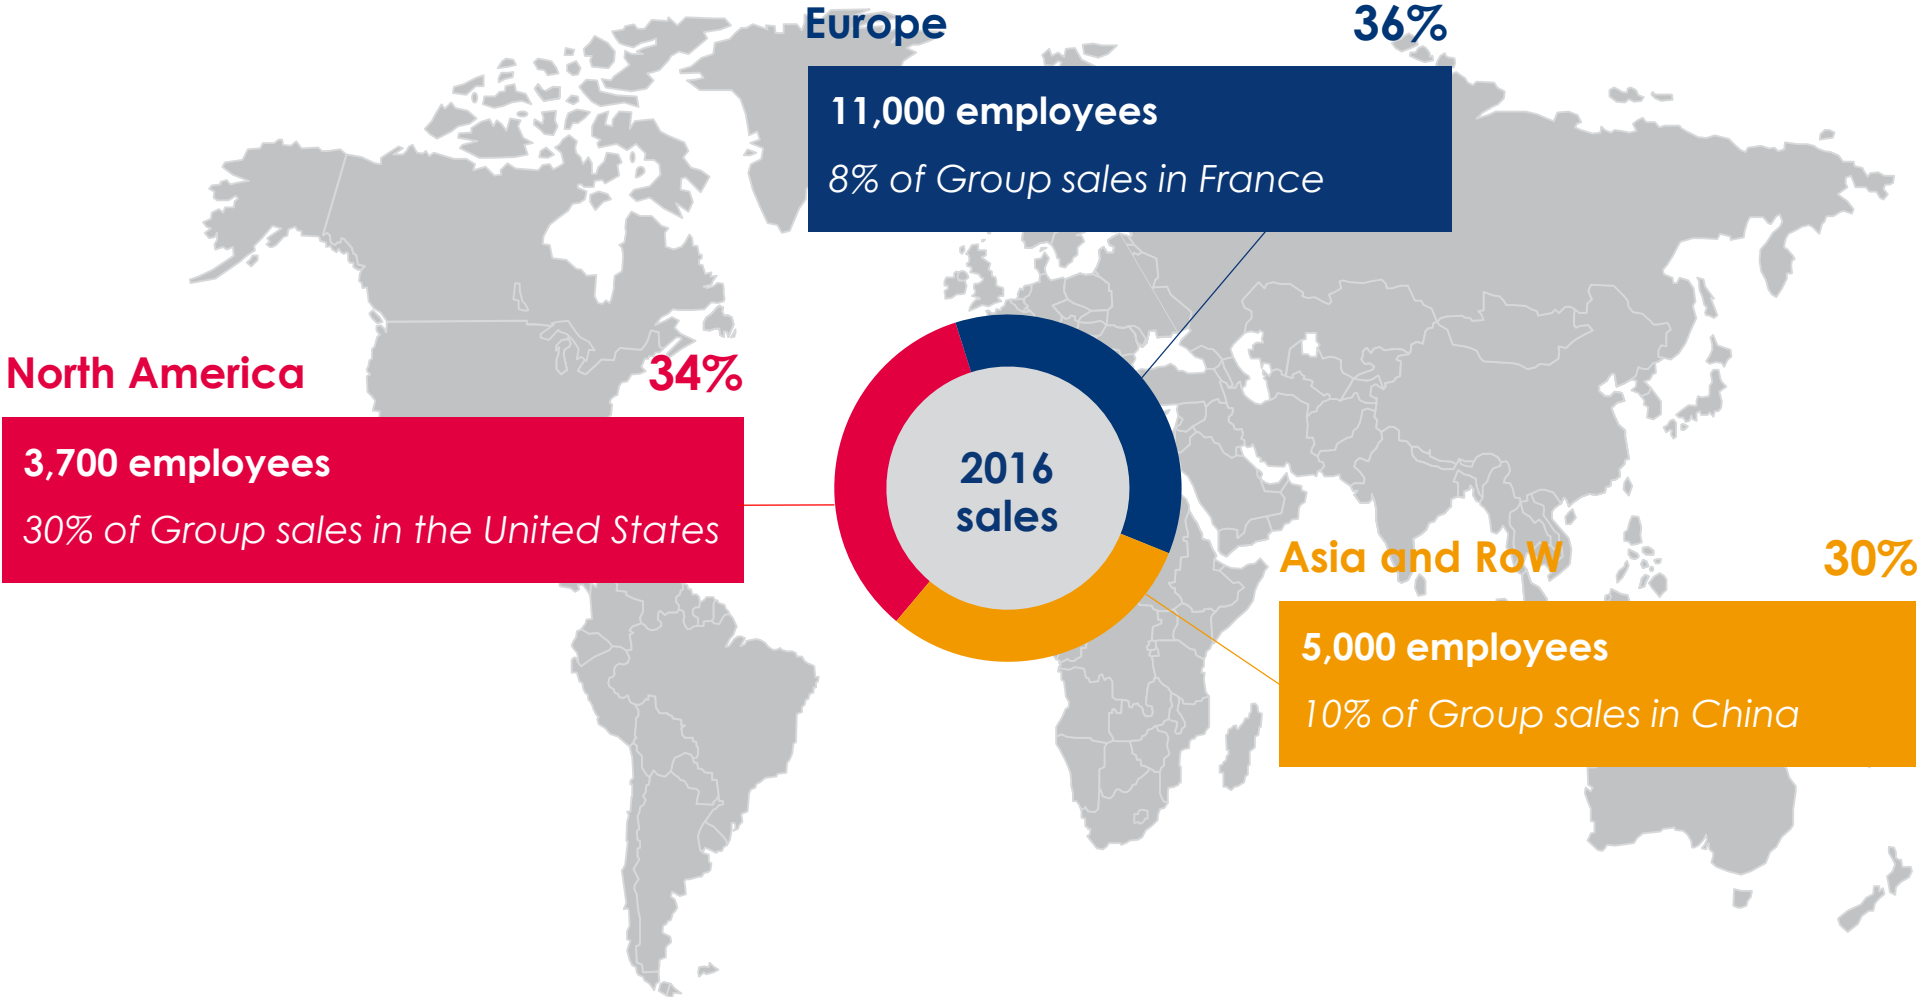 Europe 36%
11,000 employees
8% of Group sales in France
North America 34%
3,700 employees
30% of Group sales in the United States
2016
sales
Asia and RoW 30%
5,000 employees
10% of Group sales in China